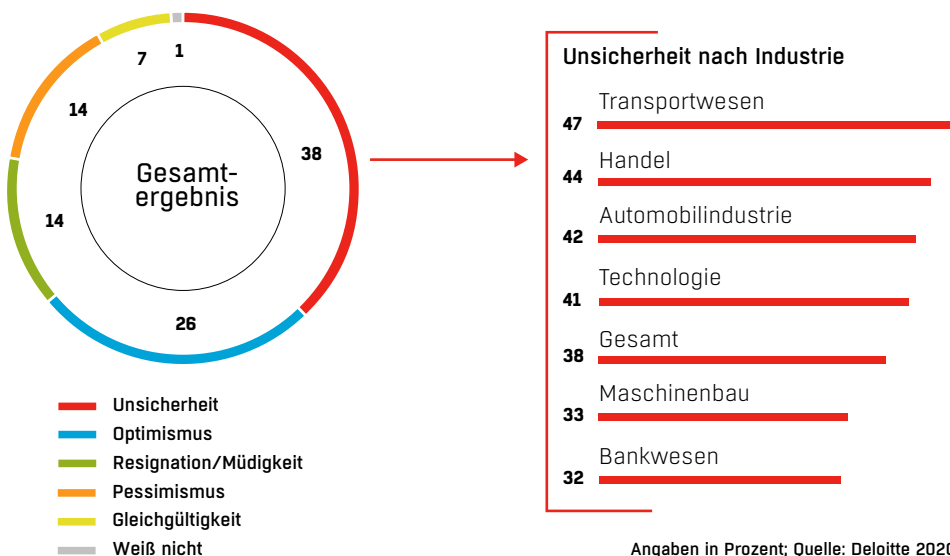 7
1
14
38
Gesamt-
ergebnis
14
26
Unsicherheit
Optimismus
Resignation/Müdigkeit
Pessimismus
Gleichgültigkeit
Weiß nicht
Unsicherheit nach Industrie
Transportwesen
47
Handel
44
Automobilindustrie
42
Technologie
41
Gesamt
38
Maschinenbau
33
Bankwesen
32
Angaben in Prozent; Quelle: Deloitte 2020